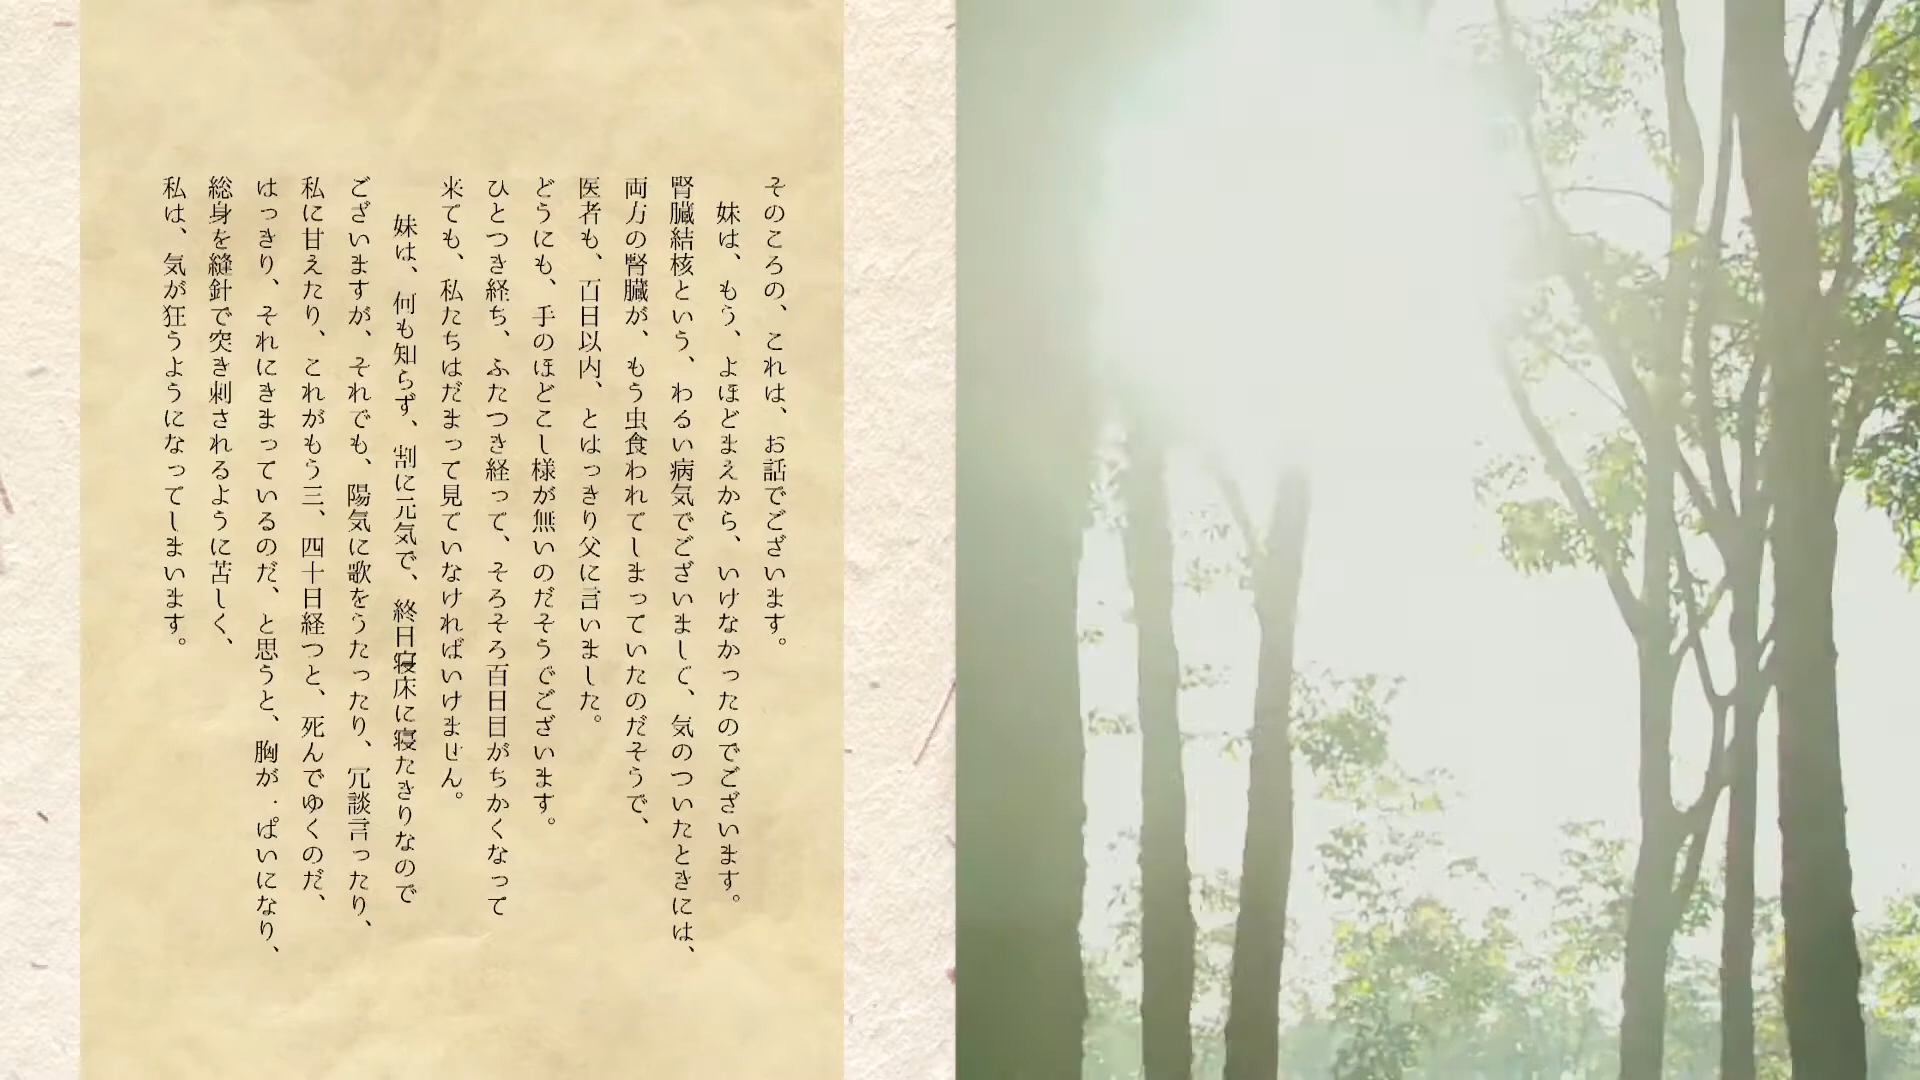 そのころの、これは、お話でございます。
妹は、もう、よほどまえから、いけなかったのでございます。
腎臓結核という、わるい病気でございまして、気のついたときには、
両方の腎臓が、もう虫食われてしまっていたのだそうで、
医者も、百日以内、とはっきり父に言いました。
どうにも、手のほどこし様が無いのだそうでございます。
ひとつき経ち、ふたつき経って、そろそろ百日目がちかくなって
来ても、私たちはだまって見ていなければいけません。
妹は、何も知らず、割に元気で、終日寝床に寝たきりなので
ございますが、それでも、陽気に歌をうたったり、冗談言ったり、
私に甘えたり、これがもう三、四十日経つと、死んでゆくのだ、
はっきり、それにきまっているのだ、と思うと、胸が一ぱいになり、
総身を縫針で突き刺されるように苦しく、
私は、気が狂うようになってしまいます。